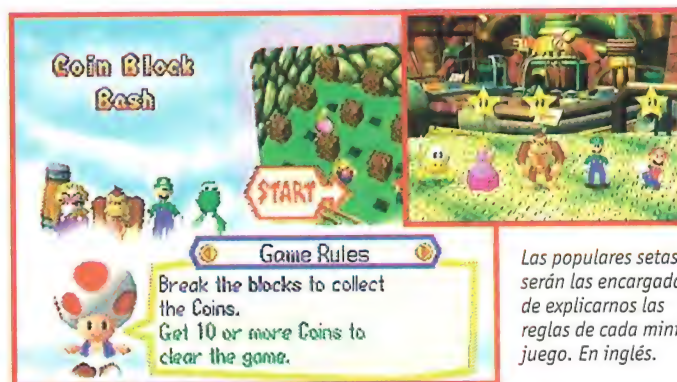 Coin Block
Bash
START
Game Rules
Break the blocks to collect
the Coins.
Get 10 or more Coins to
clear the game.
Las populares setas
serán las encargada
de explicarnos las
reglas de cada mini
juego. En inglés.